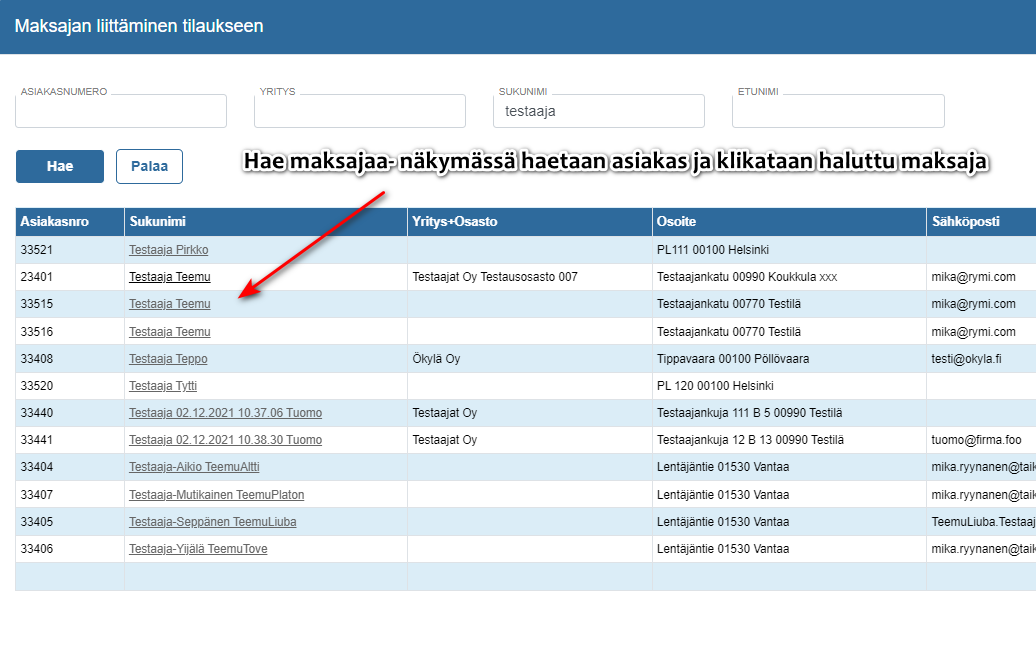 Maksajan liittäminen tilaukseen
ASIAKASNUMERO YRITYS SUKUNIMI ETUNIMI
testaaja
Hae Palaa Hae maksajaa- näkymässä haetaan asiakas ja klikataan haluttu maksaja
Asiakasnro Sukunimi Yritys+Osasto Osoite Sähköposti
33521 Testaaja Pirkko PL111 00100 Helsinki
23401 Testaaja Teemu Testaajat Oy Testausosasto 007 Testaajankatu 00990 Koukkula xxx mika@rymi.com
33515 Testaaja Teemu Testaajankatu 00770 Testilä mika@rymi.com
33516 Testaaja Teemu Testaajankatu 00770 Testilä mika@rymi.com
33408 Testaaja Teppo Ökylä Oy Tippavaara 00100 Pöllövaara testi@okyla.fi
33520 Testaaja Tytti PL 120 00100 Helsinki
33440 Testaaja 02.12.2021 10.37.06 Tuomo Testaajat Oy Testaajankuja 111 B 5 00990 Testilä
33441 Testaaja 02.12.2021 10.38.30 Tuomo Testaajat Oy Testaajankuja 12 B 13 00990 Testilä tuomo@firma.foo
33404 Testaaja-Aikio TeemuAltti Lentäjäntie 01530 Vantaa mika.ryynanen@taik
33407 Testaaja-Mutikainen TeemuPlaton Lentäjäntie 01530 Vantaa mika.ryynanen@taik
33405 Testaaja-Seppänen TeemuLiuba Lentäjäntie 01530 Vantaa TeemuLiuba.Testaaj
33406 Testaaja-Yijälä TeemuTove Lentäjäntie 01530 Vantaa mika.ryynanen@taik